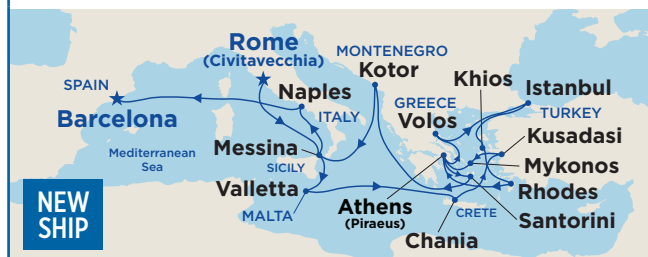 Rome
(Civitavecchia)
MONTENEGRO
Kotor
Khios
SPAIN
Naples
Istanbul
GREECE
TURKEY
Barcelona
ITALY
Volos
Kusadasi
Mediterranean
Sea
Messina
SICILY
Mykonos
Valletta
Rhodes
NEW
SHIP
MALTA
Athens
(Piraeus)
CRETE
Santorini
Chania